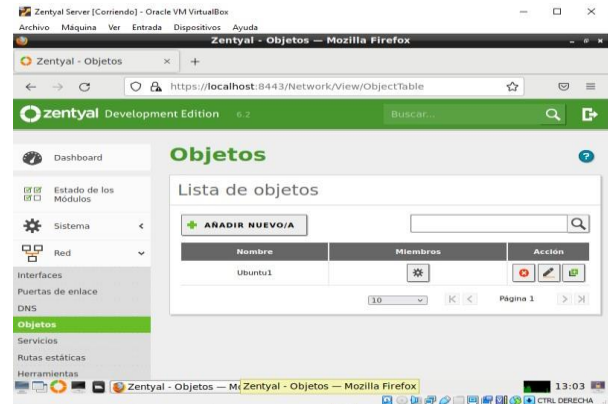 Zentyal Server [Corriendo] - Oracle VM VirtualBox
Archivo Máquina Ver Entrada Dispositivos Ayuda
Zentyal - Objetos — Mozilla Firefox
Zentyal - Objetos
https://localhost:8443/Network/View/ObjectTable
zentyal Development Edition 6.2
Buscar...
Dashboard
Estado de los
Módulos
Sistema
Red
Interfaces
Puertas de enlace
DNS
Objetos
Servicios
Rutas estáticas
Herramientas
Objetos
Lista de objetos
AÑADIR NUEVO/A
Nombre Miembros Acción
Ubuntu1
10 Página 1
Zentyal - Objetos — M Zentyal - Objetos — Mozilla Firefox 13:03
CTRL DERECHA